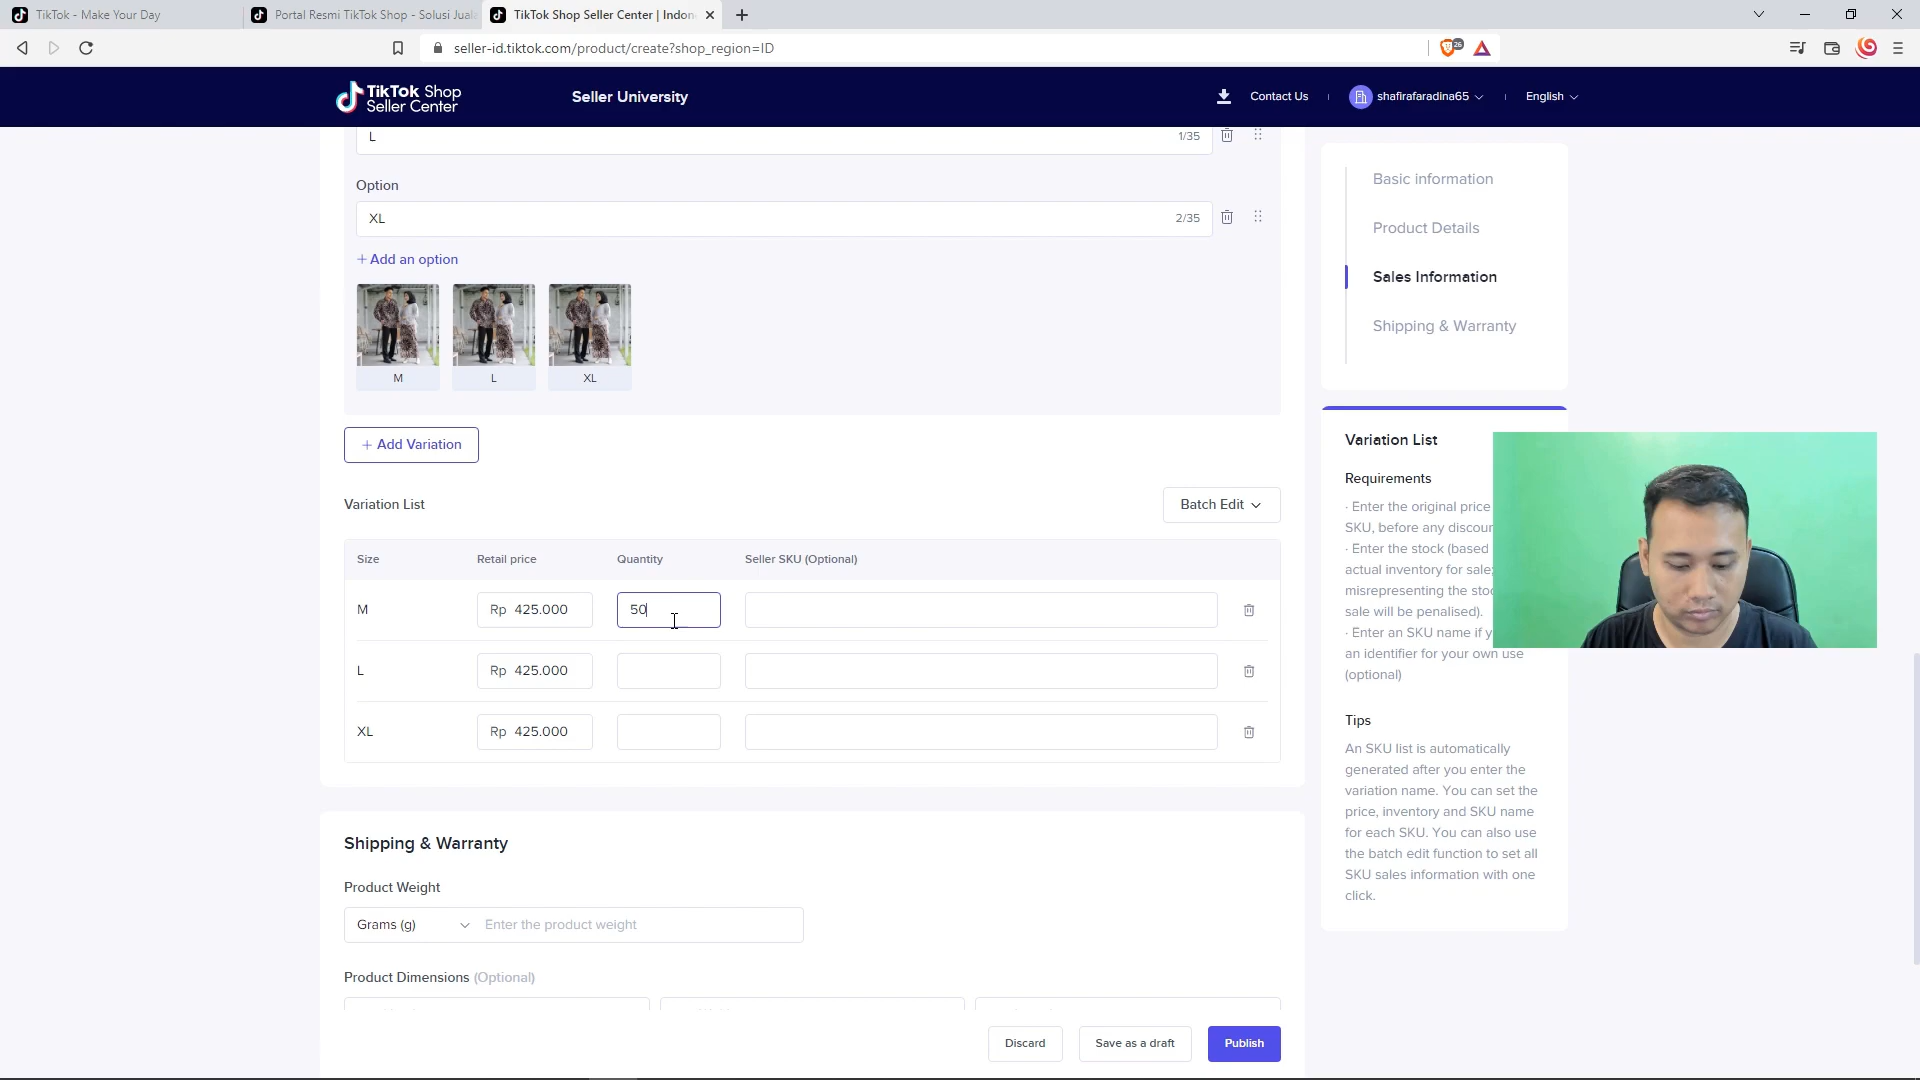 TikTok - Make Your Day
Portal Resmi TikTok Shop - Solusi Juala
TikTok Shop Seller Center | Indon
seller-id.tiktok.com/product/create?shop_region=ID
26
TikTok Shop
Seller Center
Seller University
Contact Us
shafirafaradina65
English
L
1/35
Option
XL
2/35
+ Add an option
M
L
XL
+ Add Variation
Variation List
Batch Edit
Size
Retail price
Quantity
Seller SKU (Optional)
M
Rp 425.000
50
L
Rp 425.000
XL
Rp 425.000
Shipping & Warranty
Product Weight
Grams (g)
Enter the product weight
Product Dimensions (Optional)
Discard
Save as a draft
Publish
Basic information
Product Details
Sales Information
Shipping & Warranty
Variation List
Requirements
· Enter the original price
SKU, before any
· Enter the stock (based
actual inventory for sale;
misrepresenting the
sale will be penalised).
· Enter an SKU name if
an identifier for your own use
(optional)
Tips
An SKU list is automatically
generated after you enter the
variation name. You can set the
price, inventory and SKU name
for each SKU. You can also use
the batch edit function to set all
SKU sales information with one
click.